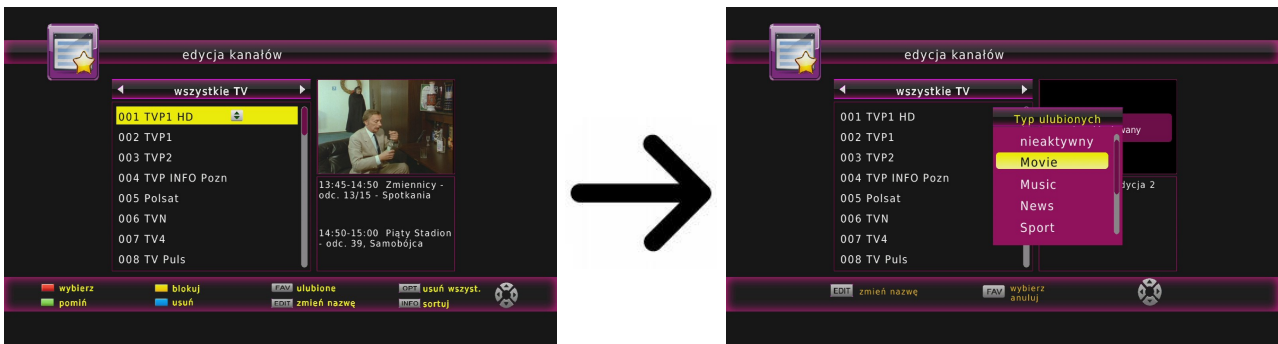 edycja kanałów
wszystkie TV
001 TVP1 HD
002 TVP1
003 TVP2
004 TVP INFO Pozn
005 Polsat
006 TVN
007 TV4
008 TV Puls
13:45-14:50 Zmiennicy -
odc. 13/15 - Spotkania
14:50-15:00 Piąty Stadion
- odc. 39, Samobójca
wybierz
blokuj
FAV ulubione
OPT usuń wszyst.
pomiń
usuń
EDIT zmień nazwę
INFO sortuj
edycja kanałów
wszystkie TV
001 TVP1 HD
002 TVP1
003 TVP2
004 TVP INFO Pozn
005 Polsat
006 TVN
007 TV4
008 TV Puls
Typ ulubionych
nieaktywny
Movie
Music
News
Sport
EDIT zmień nazwę
FAV wybierz
anuluj